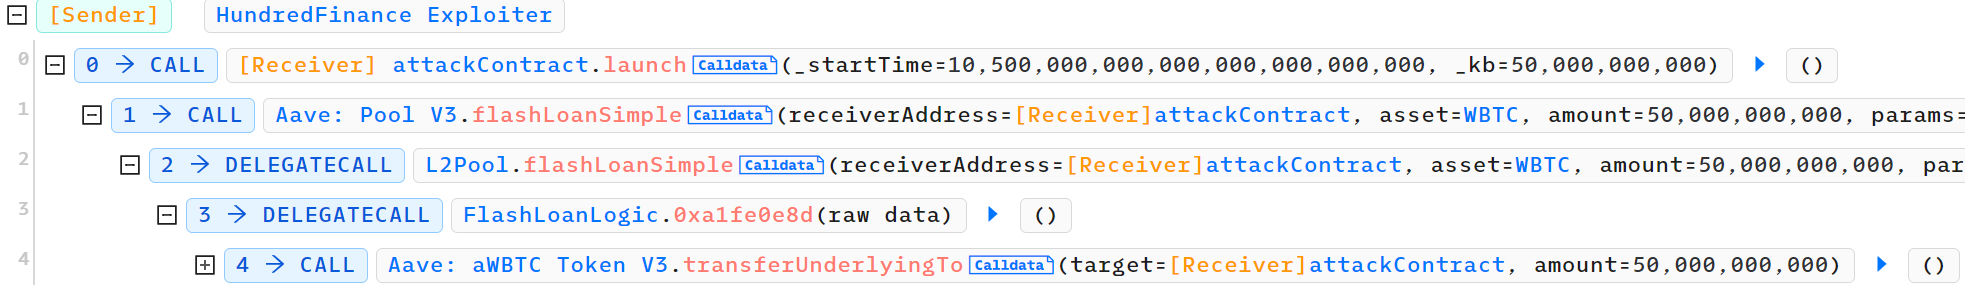 [Sender] HundredFinance Exploiter
0 0 → CALL [Receiver] attackContract.launch Calldata (_startTime=10,500,000,000,000,000,000,000,000, _kb=50,000,000,000) ()
1 1 → CALL Aave: Pool V3.flashLoanSimple Calldata (receiverAddress=[Receiver]attackContract, asset=WBTC, amount=50,000,000,000, params=
2 2 → DELEGATECALL L2Pool.flashLoanSimple Calldata (receiverAddress=[Receiver]attackContract, asset=WBTC, amount=50,000,000,000, par
3 3 → DELEGATECALL FlashLoanLogic.0xa1fe0e8d(raw data) ()
4 4 → CALL Aave: aWBTC Token V3.transferUnderlyingTo Calldata (target=[Receiver]attackContract, amount=50,000,000,000) ()